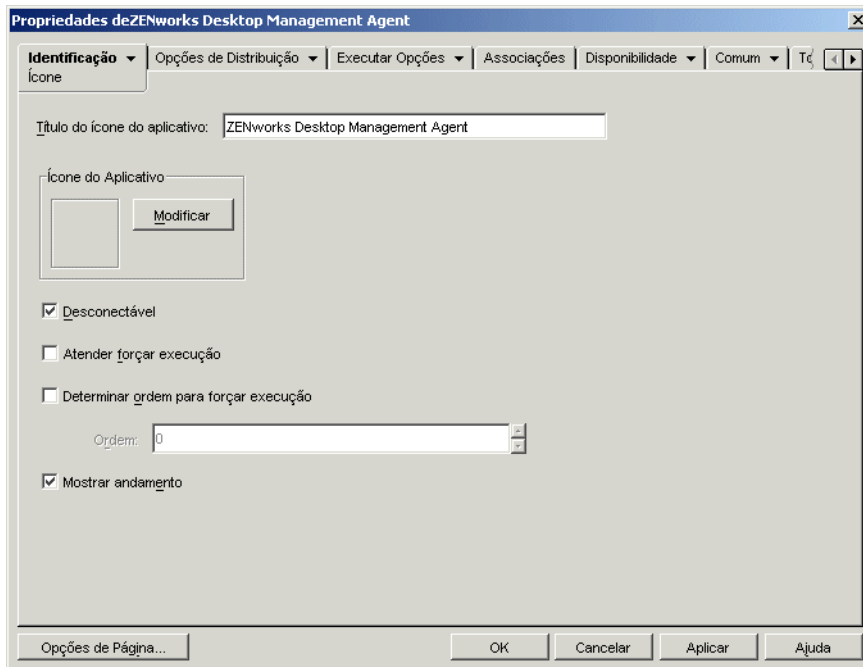 Propriedades deZENworks Desktop Management Agent
Identificação Opções de Distribuição Executar Opções Associações Disponibilidade Comum
Ícone
Título do ícone do aplicativo: ZENworks Desktop Management Agent
Ícone do Aplicativo
Modificar
Desconectável
Atender forçar execução
Determinar ordem para forçar execução
Ordem: 0
Mostrar andamento
Opções de Página... OK Cancelar Aplicar Ajuda